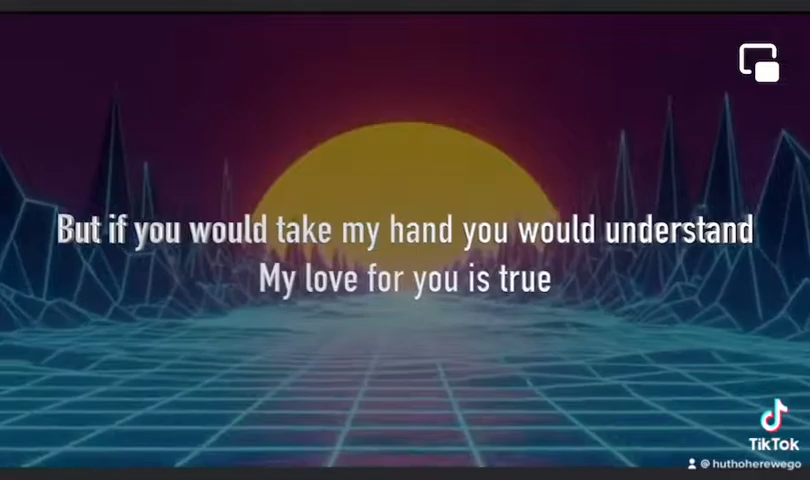 But if you would take my hand you would understand
My love for you is true
TikTok
@huthoherewego